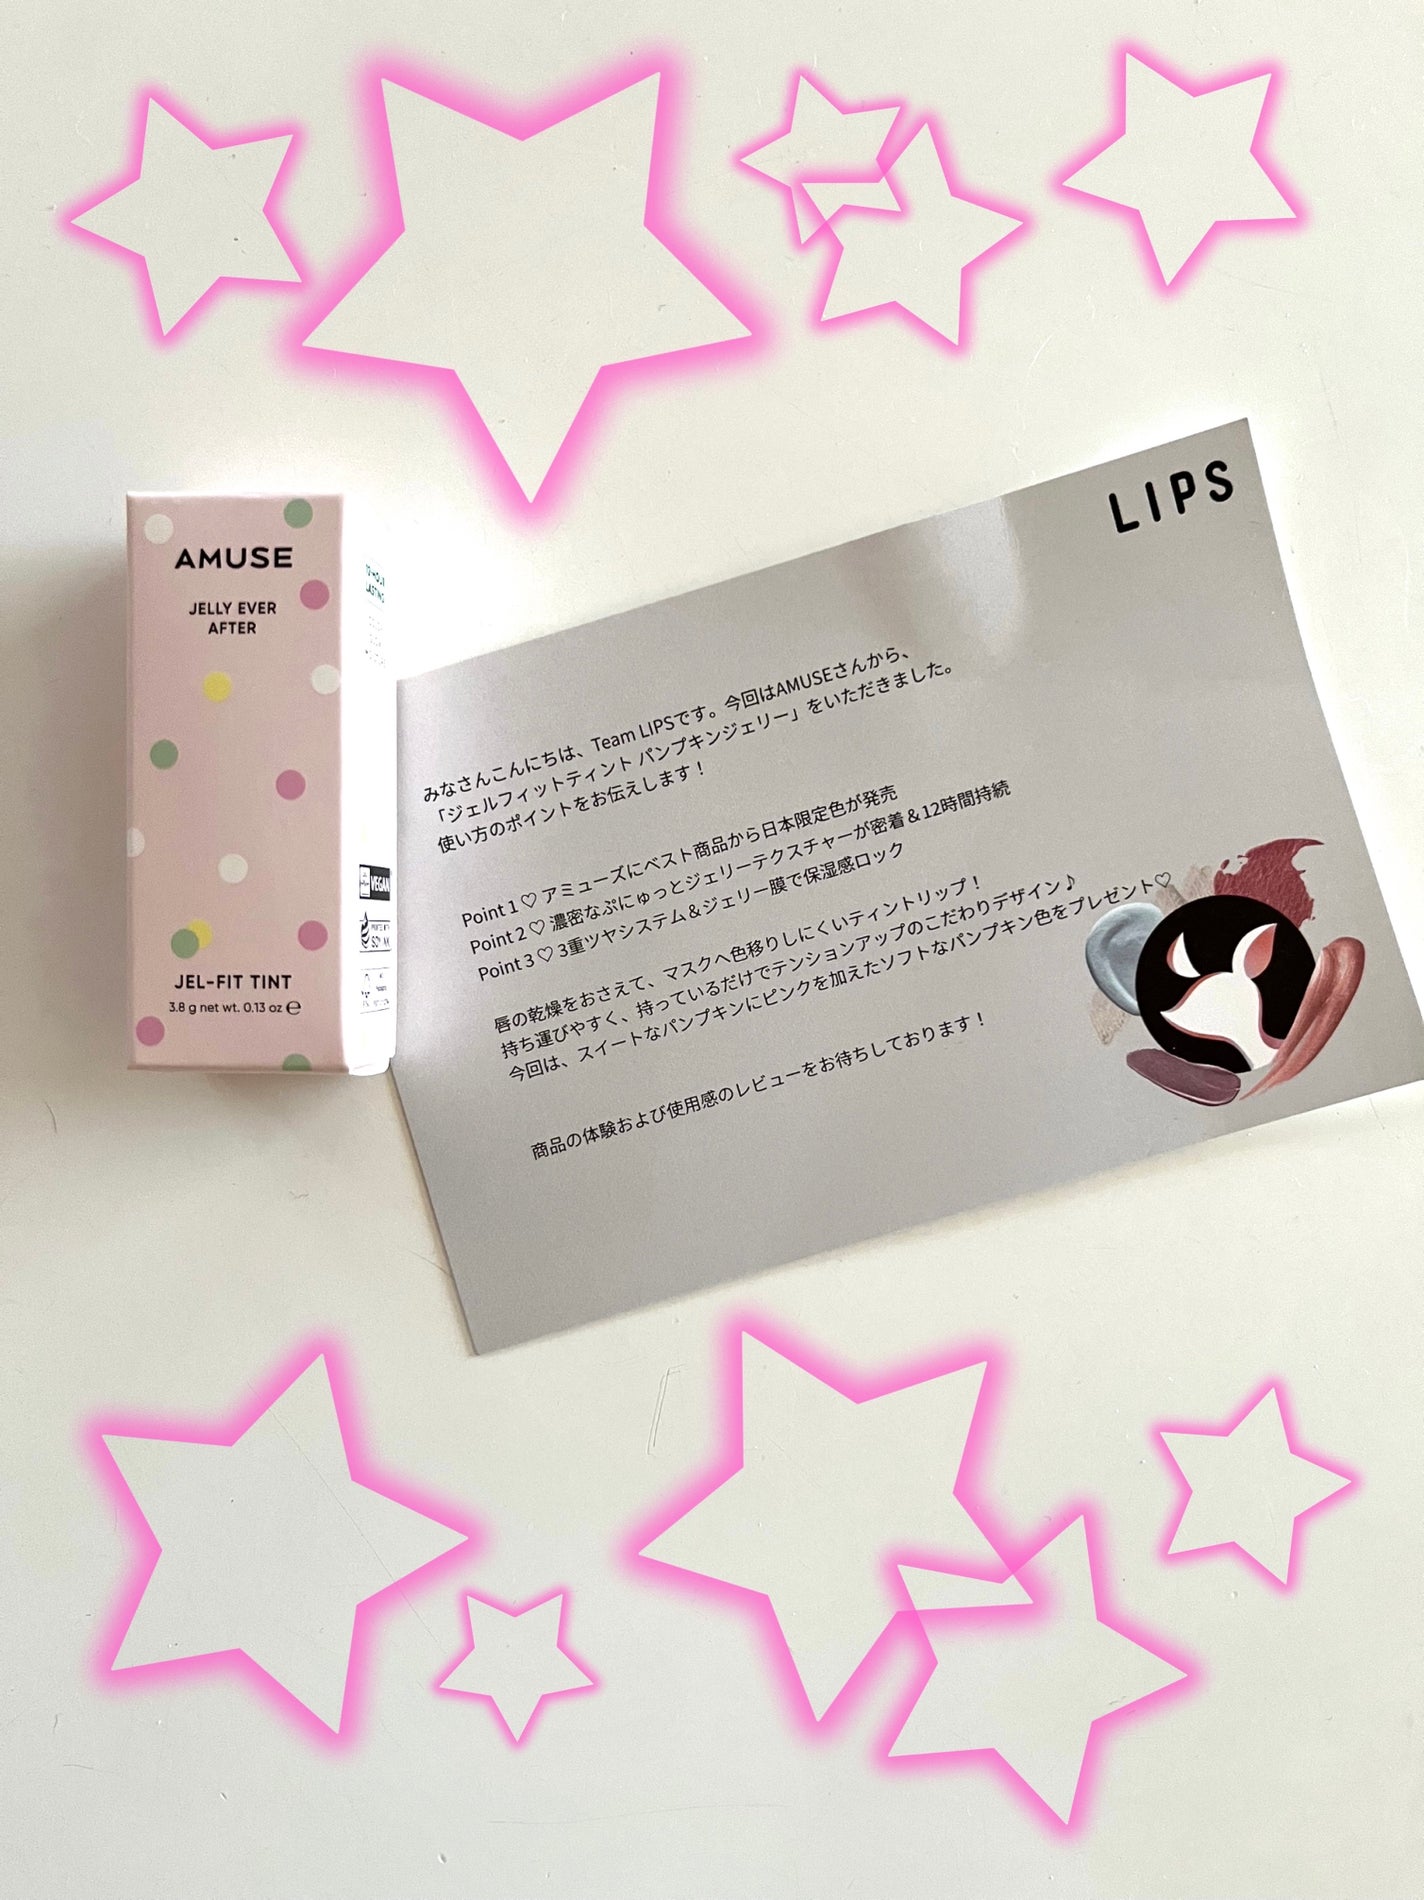 AMUSE
JELLY EVER
AFTER
JEL-FIT TINT
3.8 g net wt. 0.13 oz ℮
12-HOUR
LASTING
VEGAN
SOY INK
LIPS
みなさんこんにちは、Team LIPSです。今回はAMUSEさんから、
「ジェルフィットティント パンプキンジェリー」をいただきました。
使い方のポイントをお伝えします！
Point 1 ♡ アミューズにベスト商品から日本限定色が発売
Point 2 ♡ 濃密なぷにゅっとジェリーテクスチャーが密着＆12時間持続
Point 3 ♡ 3重ツヤシステム＆ジェリー膜で保湿感ロック
唇の乾燥をおさえて、マスクへ色移りしにくいティントリップ！
持ち運びやすく、持っているだけでテンションアップのこだわりデザイン♪
今回は、スイートなパンプキンにピンクを加えたソフトなパンプキン色をプレゼント♡
商品の体験および使用感のレビューをお待ちしております！